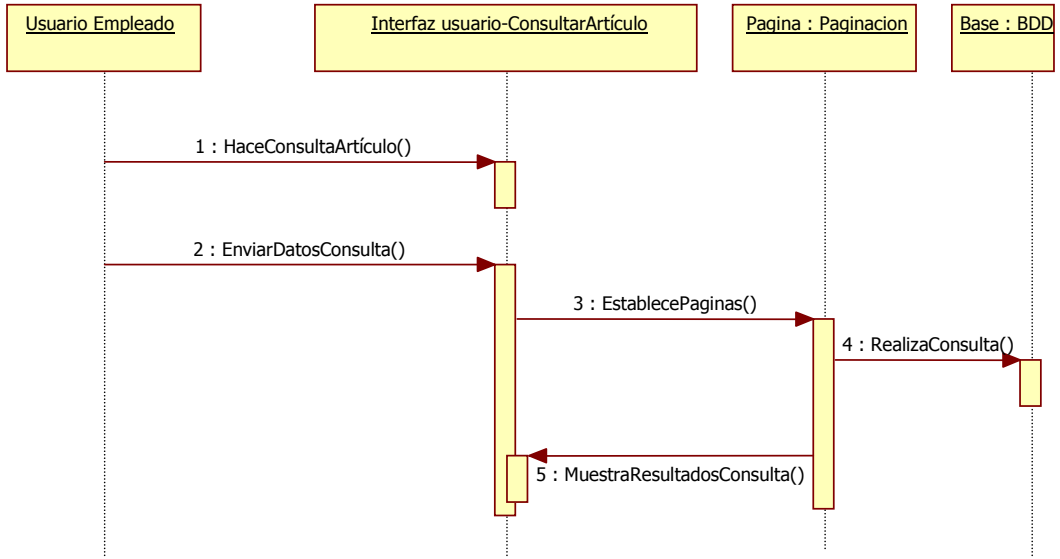 Usuario Empleado
Interfaz usuario-ConsultarArtículo
Pagina : Paginacion
Base : BDD
1 : HaceConsultaArtículo()
2 : EnviarDatosConsulta()
3 : EstablecePaginas()
4 : RealizaConsulta()
5 : MuestraResultadosConsulta()